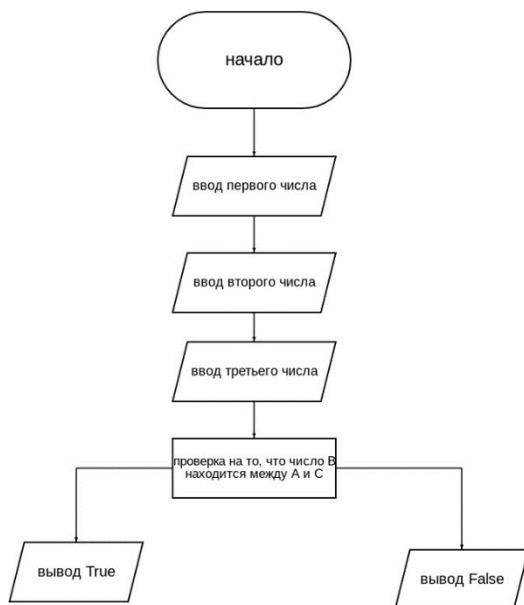 начало
ввод первого числа
ввод второго числа
ввод третьего числа
проверка на то, что число В
находится между А и С
вывод True
вывод False